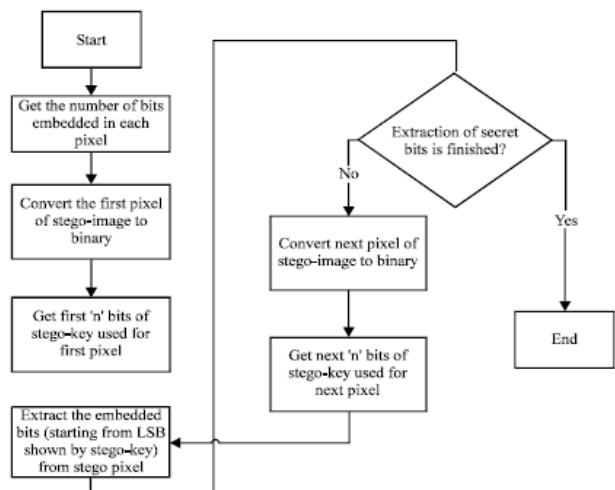 Start
Get the number of bits
embedded in each
pixel
Convert the first pixel
of stego-image to
binary
Get first 'n' bits of
stego-key used for
first pixel
Extract the embedded
bits (starting from LSB
shown by stego-key)
from stego pixel
Extraction of secret
bits is finished?
No
Yes
Convert next pixel of
stego-image to binary
Get next 'n' bits of
stego-key used for
next pixel
End